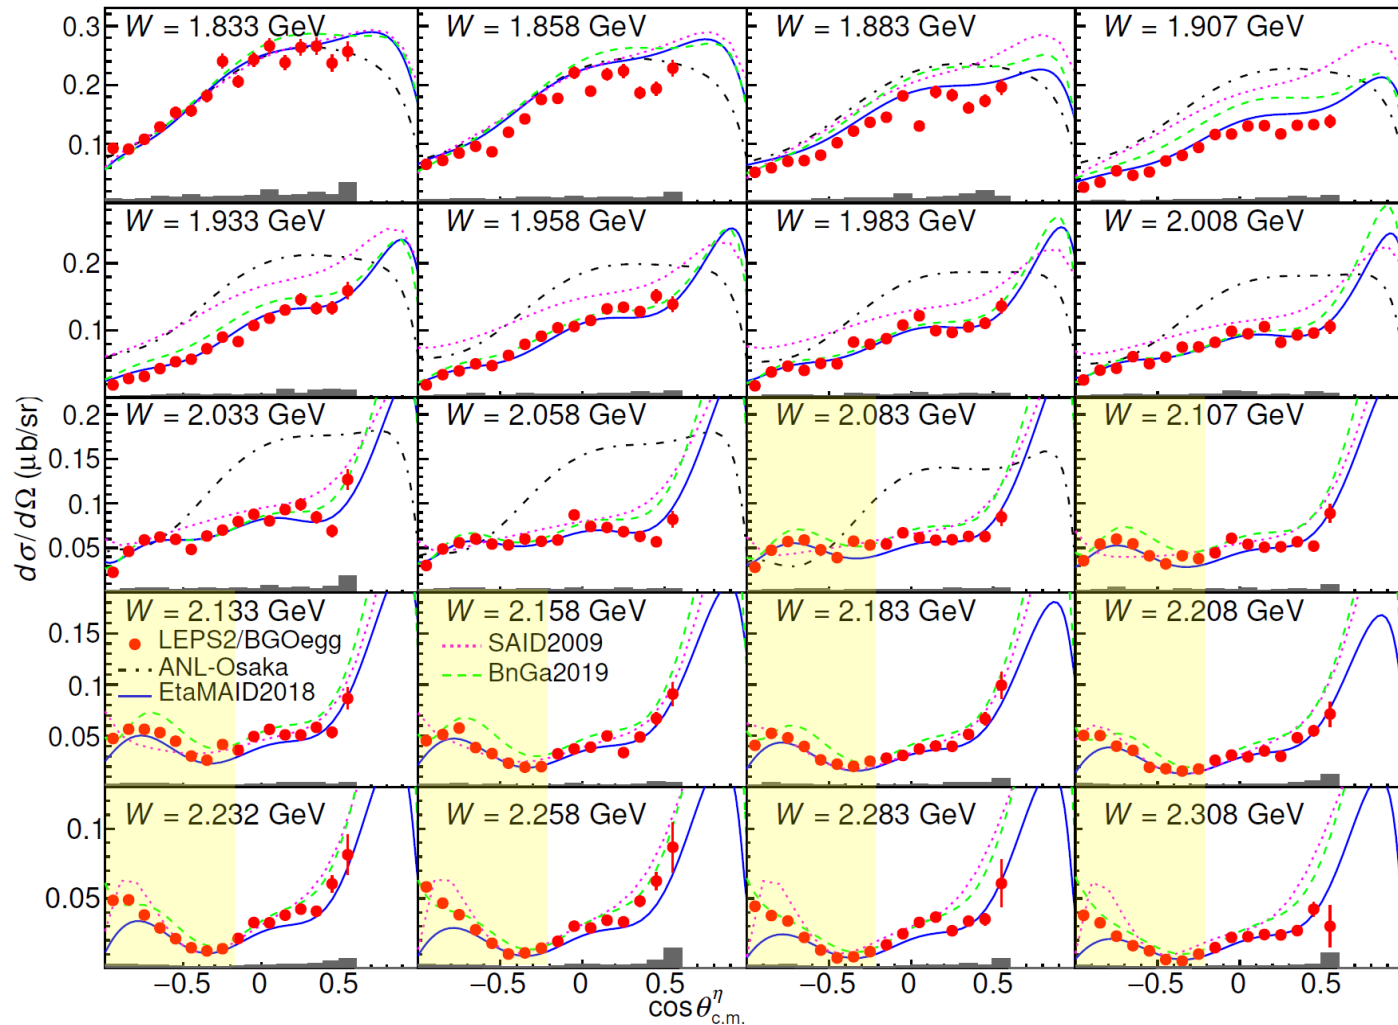 W = 1.833 GeV
W = 1.858 GeV
W = 1.883 GeV
W = 1.907 GeV
0.3
0.2
0.1
W = 1.933 GeV
W = 1.958 GeV
W = 1.983 GeV
W = 2.008 GeV
0.2
0.1
W = 2.033 GeV
W = 2.058 GeV
W = 2.083 GeV
W = 2.107 GeV
0.2
0.15
0.1
0.05
dσ/dΩ (μb/sr)
W = 2.133 GeV
W = 2.158 GeV
W = 2.183 GeV
W = 2.208 GeV
0.15
0.1
0.05
LEPS2/BGOegg
ANL-Osaka
EtaMAID2018
SAID2009
BnGa2019
W = 2.232 GeV
W = 2.258 GeV
W = 2.283 GeV
W = 2.308 GeV
0.1
0.05
−0.5 0 0.5 −0.5 0 0.5 −0.5 0 0.5 −0.5 0 0.5
cosθ^η_c.m.